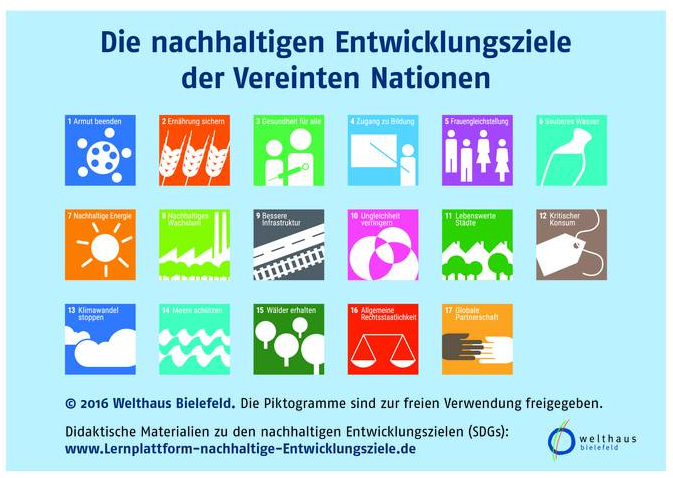 Die nachhaltigen Entwicklungsziele
der Vereinten Nationen
1 Armut beenden
2 Ernährung sichern
3 Gesundheit für alle
4 Zugang zu Bildung
5 Frauengleichstellung
6 Sauberes Wasser
7 Nachhaltige Energie
8 Nachhaltiges
Wachstum
9 Bessere
Infrastruktur
10 Ungleichheit
verringern
11 Lebenswerte
Städte
12 Kritischer
Konsum
13 Klimawandel
stoppen
14 Meere schützen
15 Wälder erhalten
16 Allgemeine
Rechtsstaatlichkeit
17 Globale
Partnerschaft
© 2016 Welthaus Bielefeld. Die Piktogramme sind zur freien Verwendung freigegeben.
Didaktische Materialien zu den nachhaltigen Entwicklungszielen (SDGs):
www.Lernplattform-nachhaltige-Entwicklungsziele.de
welthaus
bielefeld